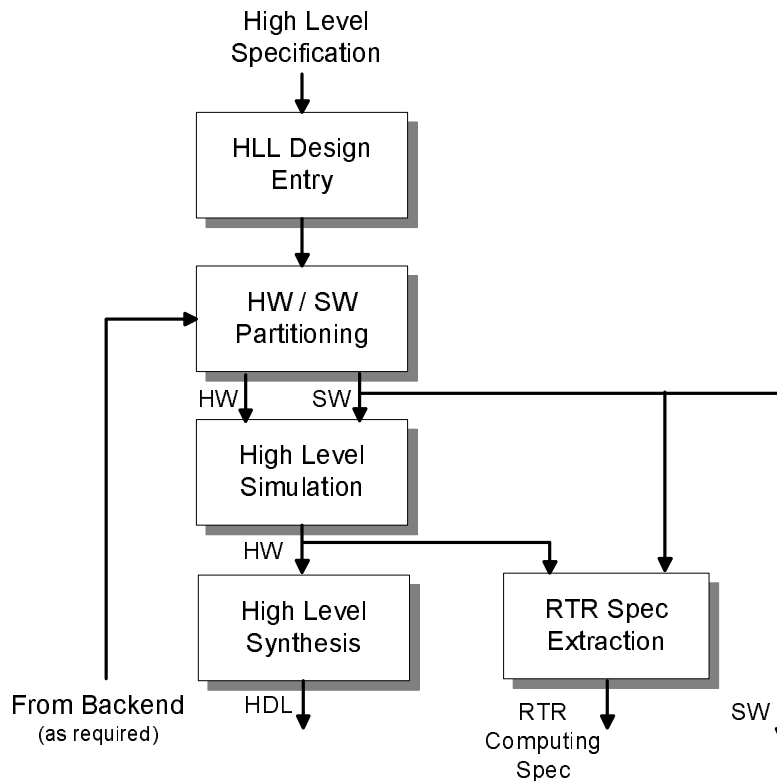 High Level
Specification
HLL Design
Entry
HW / SW
Partitioning
HW
SW
High Level
Simulation
HW
High Level
Synthesis
RTR Spec
Extraction
From Backend
(as required)
HDL
RTR
Computing
Spec
SW